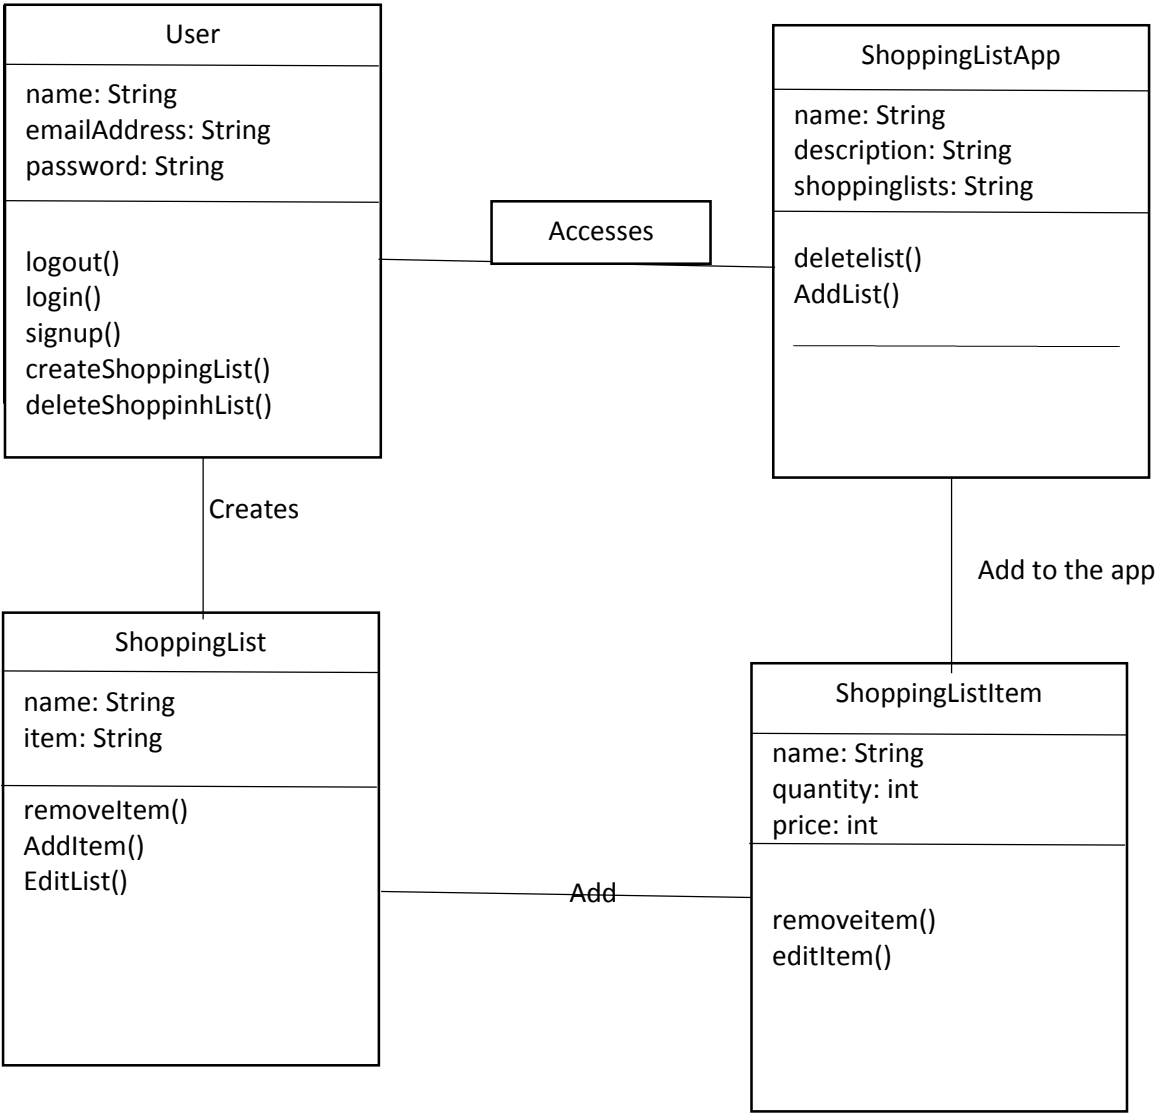 User
name: String
emailAddress: String
password: String
logout()
login()
signup()
createShoppingList()
deleteShoppinhList()
Accesses
ShoppingListApp
name: String
description: String
shoppinglists: String
deletelist()
AddList()
Creates
Add to the app
ShoppingList
name: String
item: String
removeItem()
AddItem()
EditList()
Add
ShoppingListItem
name: String
quantity: int
price: int
removeitem()
editItem()